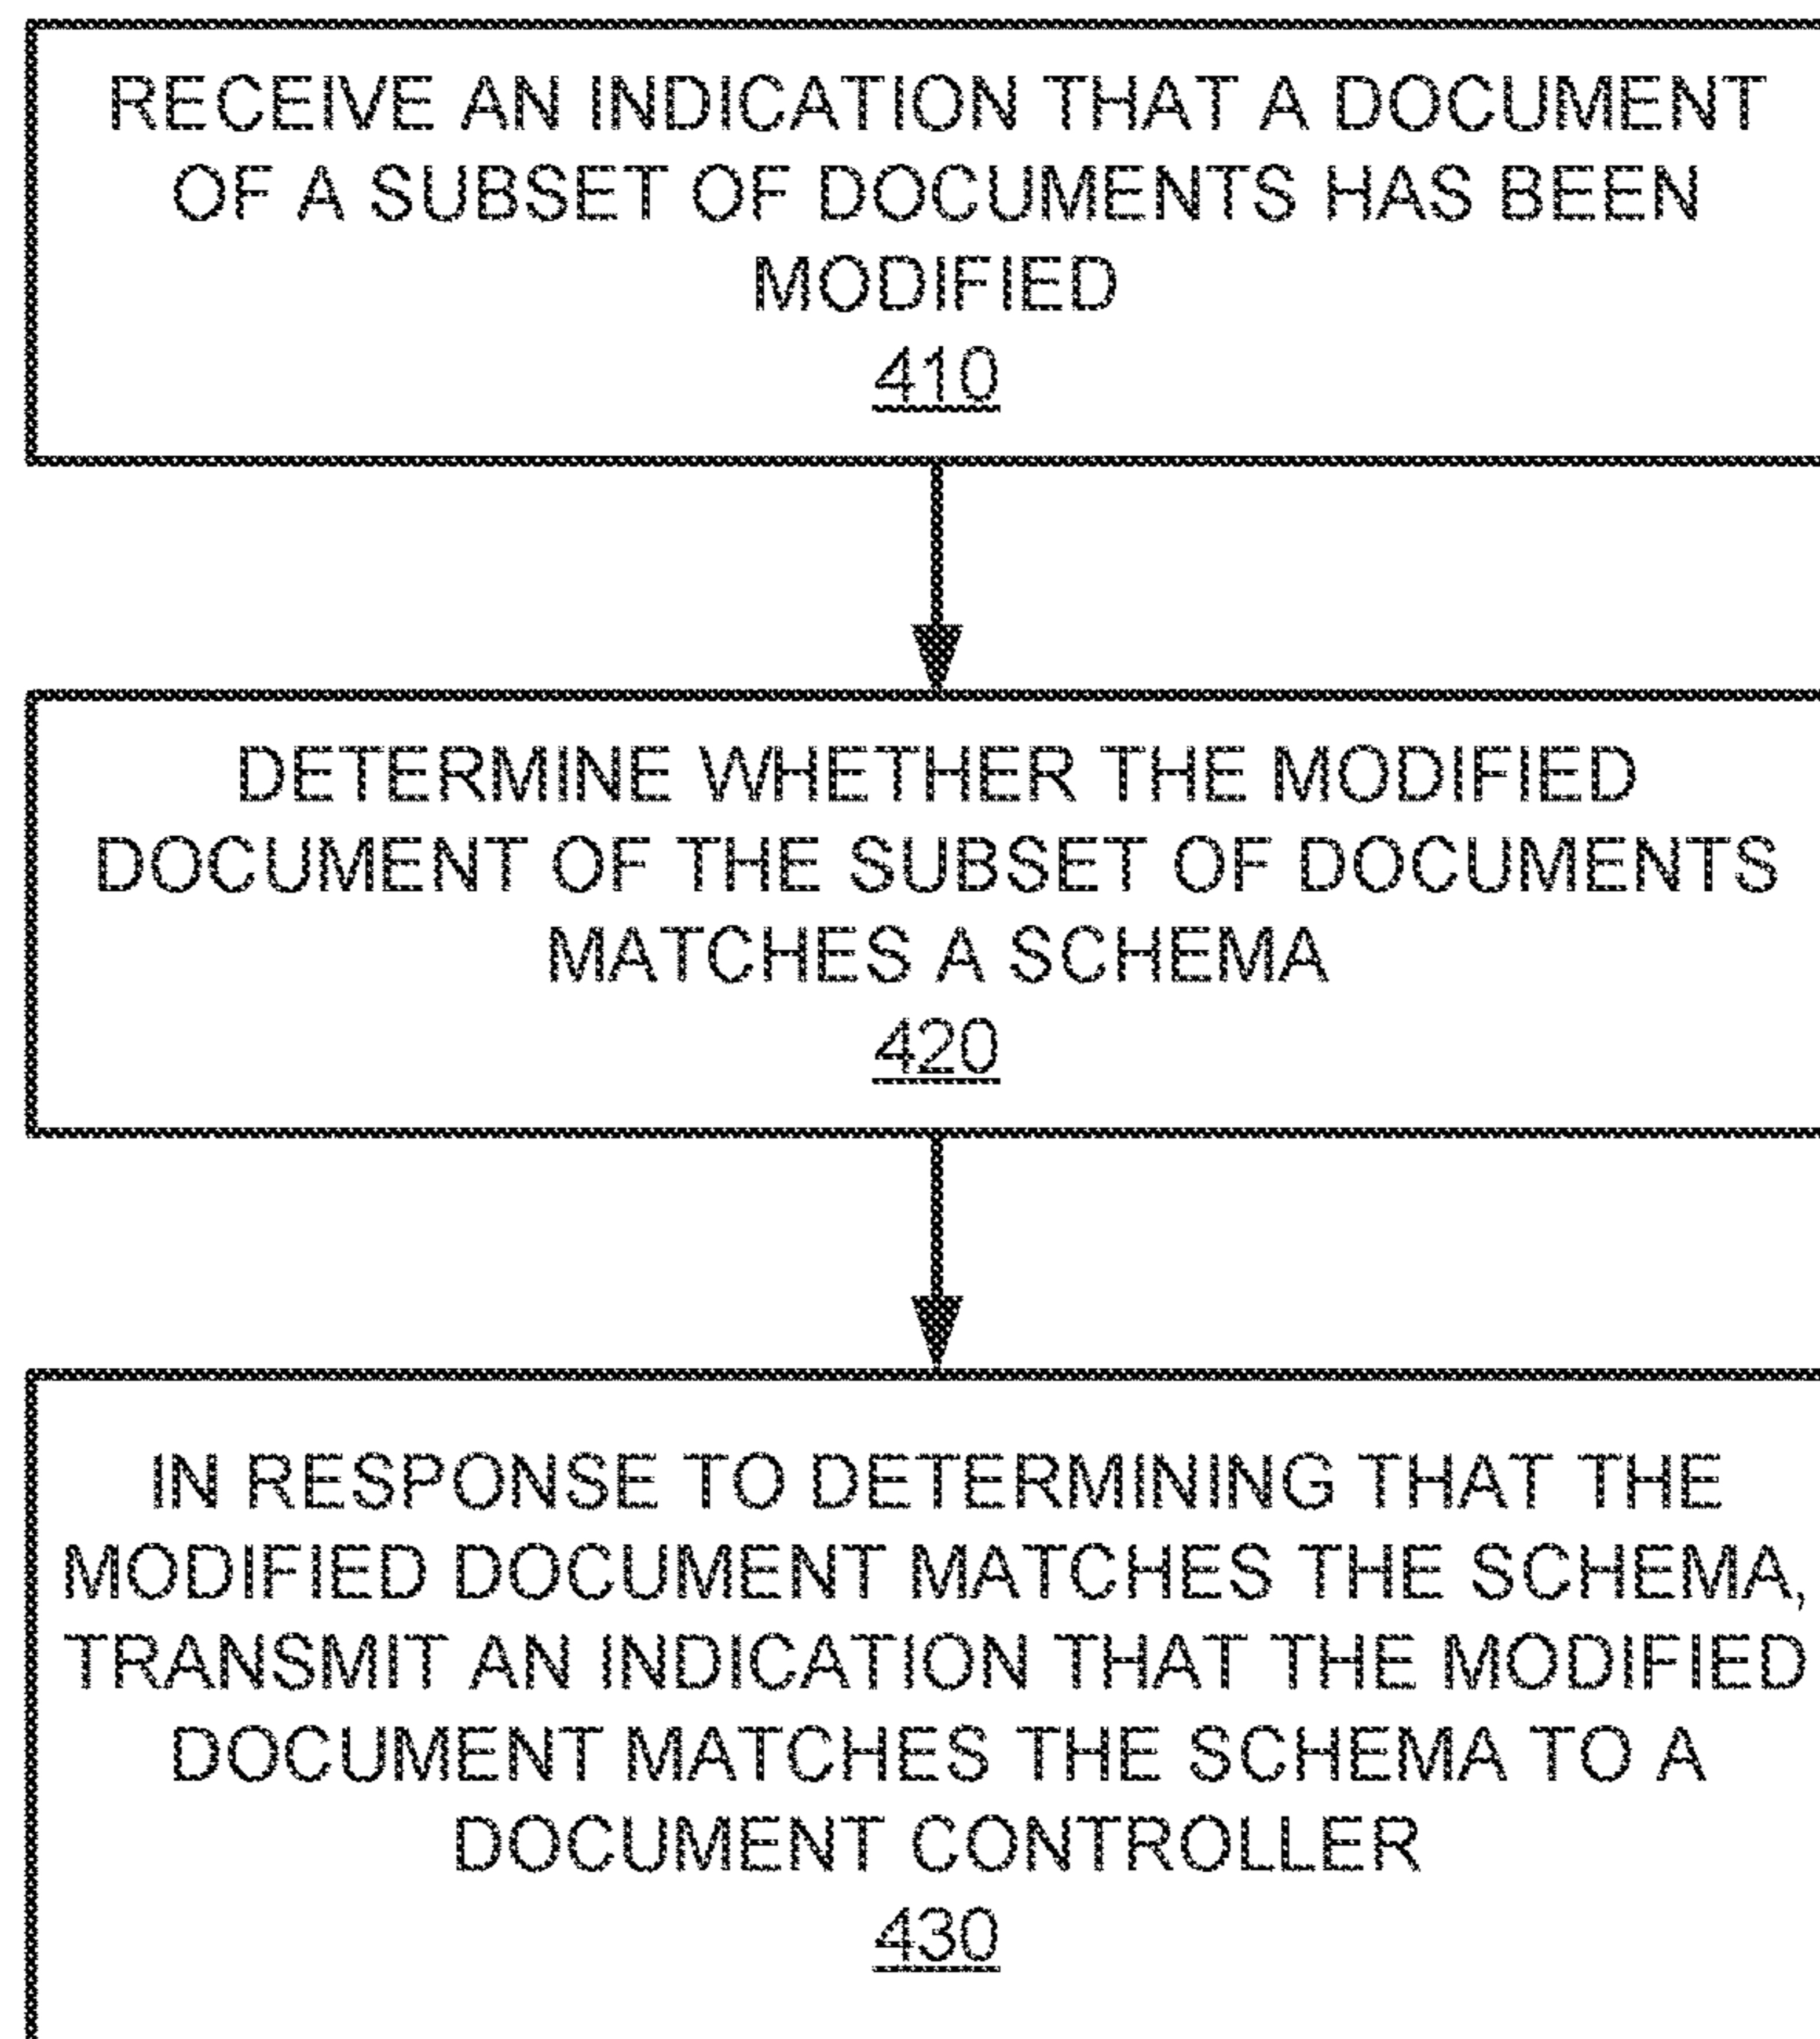 RECEIVE AN INDICATION THAT A DOCUMENT
OF A SUBSET OF DOCUMENTS HAS BEEN
MODIFIED
410
DETERMINE WHETHER THE MODIFIED
DOCUMENT OF THE SUBSET OF DOCUMENTS
MATCHES A SCHEMA
420
IN RESPONSE TO DETERMINING THAT THE
MODIFIED DOCUMENT MATCHES THE SCHEMA,
TRANSMIT AN INDICATION THAT THE MODIFIED
DOCUMENT MATCHES THE SCHEMA TO A
DOCUMENT CONTROLLER
430